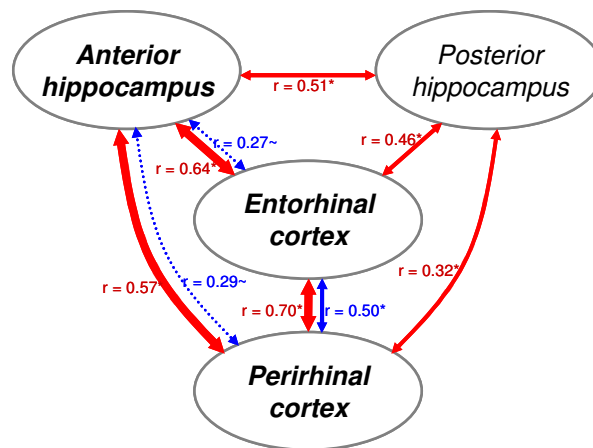 Anterior
hippocampus
Posterior
hippocampus
r = 0.51*
r = 0.27~
r = 0.46*
r = 0.64*
Entorhinal
cortex
r = 0.57*
r = 0.29~
r = 0.32*
r = 0.70*
r = 0.50*
Perirhinal
cortex